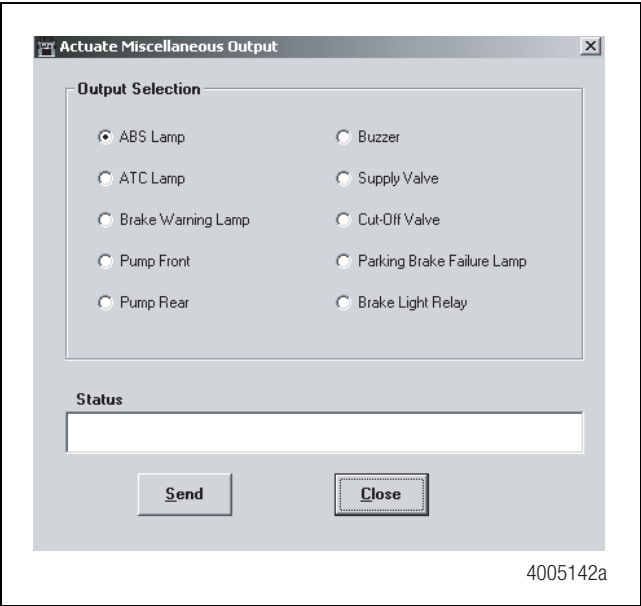 Actuate Miscellaneous Output
Output Selection
ABS Lamp
Buzzer
ATC Lamp
Supply Valve
Brake Warning Lamp
Cut-Off Valve
Pump Front
Parking Brake Failure Lamp
Pump Rear
Brake Light Relay
Status
Send
Close
4005142a